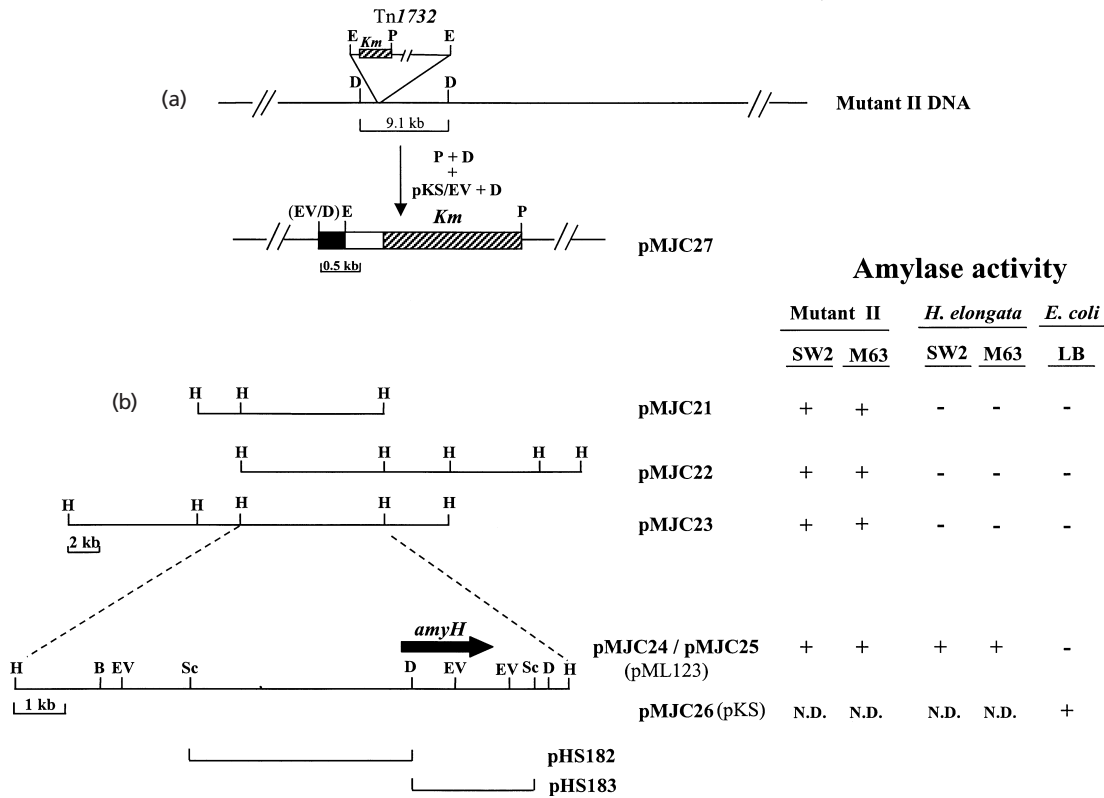 Tn1732
E Km P E
D D
(a)
Mutant II DNA
9.1 kb
P + D
+
pKS/EV + D
(EV/D) E Km P
pMJC27
0.5 kb
Amylase activity
Mutant II H. elongata E. coli
SW2 M63 SW2 M63 LB
(b)
H H H
pMJC21 + + - - -
H H H H H
pMJC22 + + - - -
H H H H H
pMJC23 + + - - -
2 kb
amyH
pMJC24 / pMJC25 + + + + -
(pML123)
H B EV Sc D EV EV Sc D H
1 kb
pMJC26 (pKS) N.D. N.D. N.D. N.D. +
pHS182
pHS183